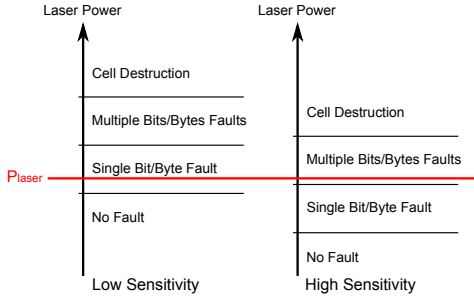 Laser Power
Laser Power
Cell Destruction
Multiple Bits/Bytes Faults
Single Bit/Byte Fault
No Fault
Low Sensitivity
Plaser
Cell Destruction
Multiple Bits/Bytes Faults
Single Bit/Byte Fault
No Fault
High Sensitivity